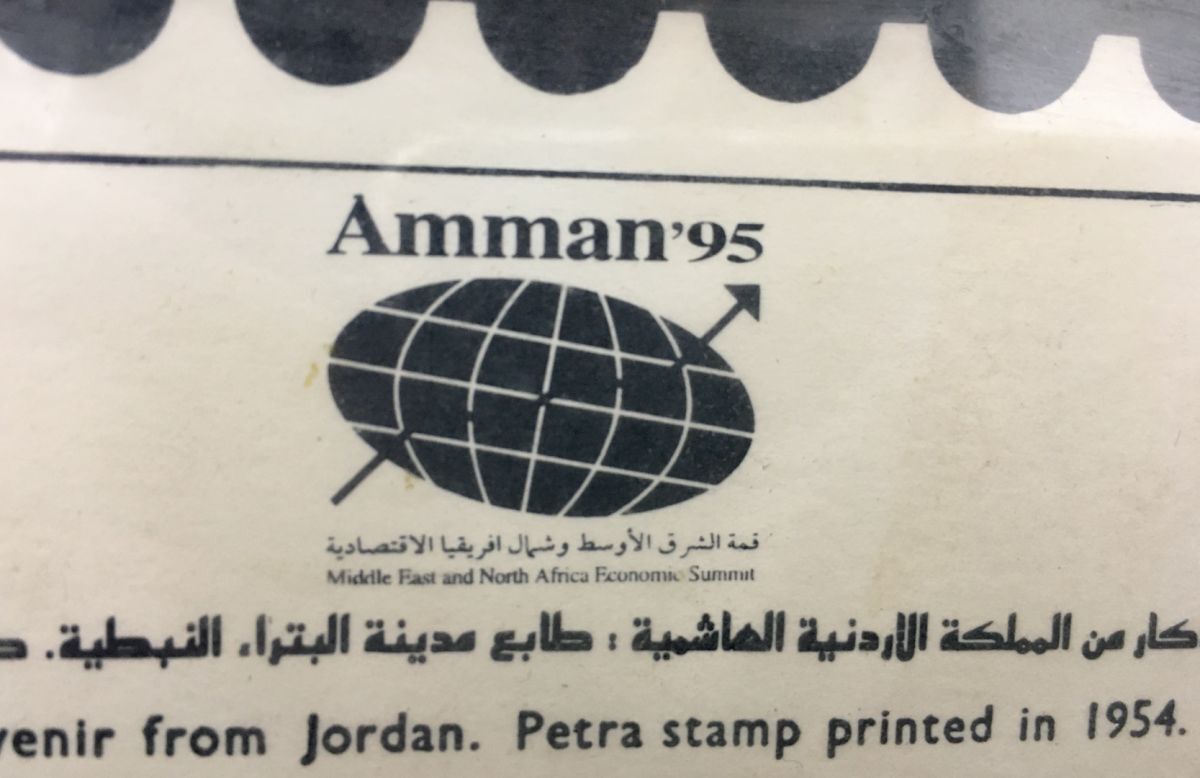 Amman'95
قمة الشرق الأوسط وشمال افريقيا الاقتصادية
Middle East and North Africa Economic Summit
كار من المملكة الاردنية الهاشمية : طابع مدينة البتراء النبطية.
venir from Jordan. Petra stamp printed in 1954.